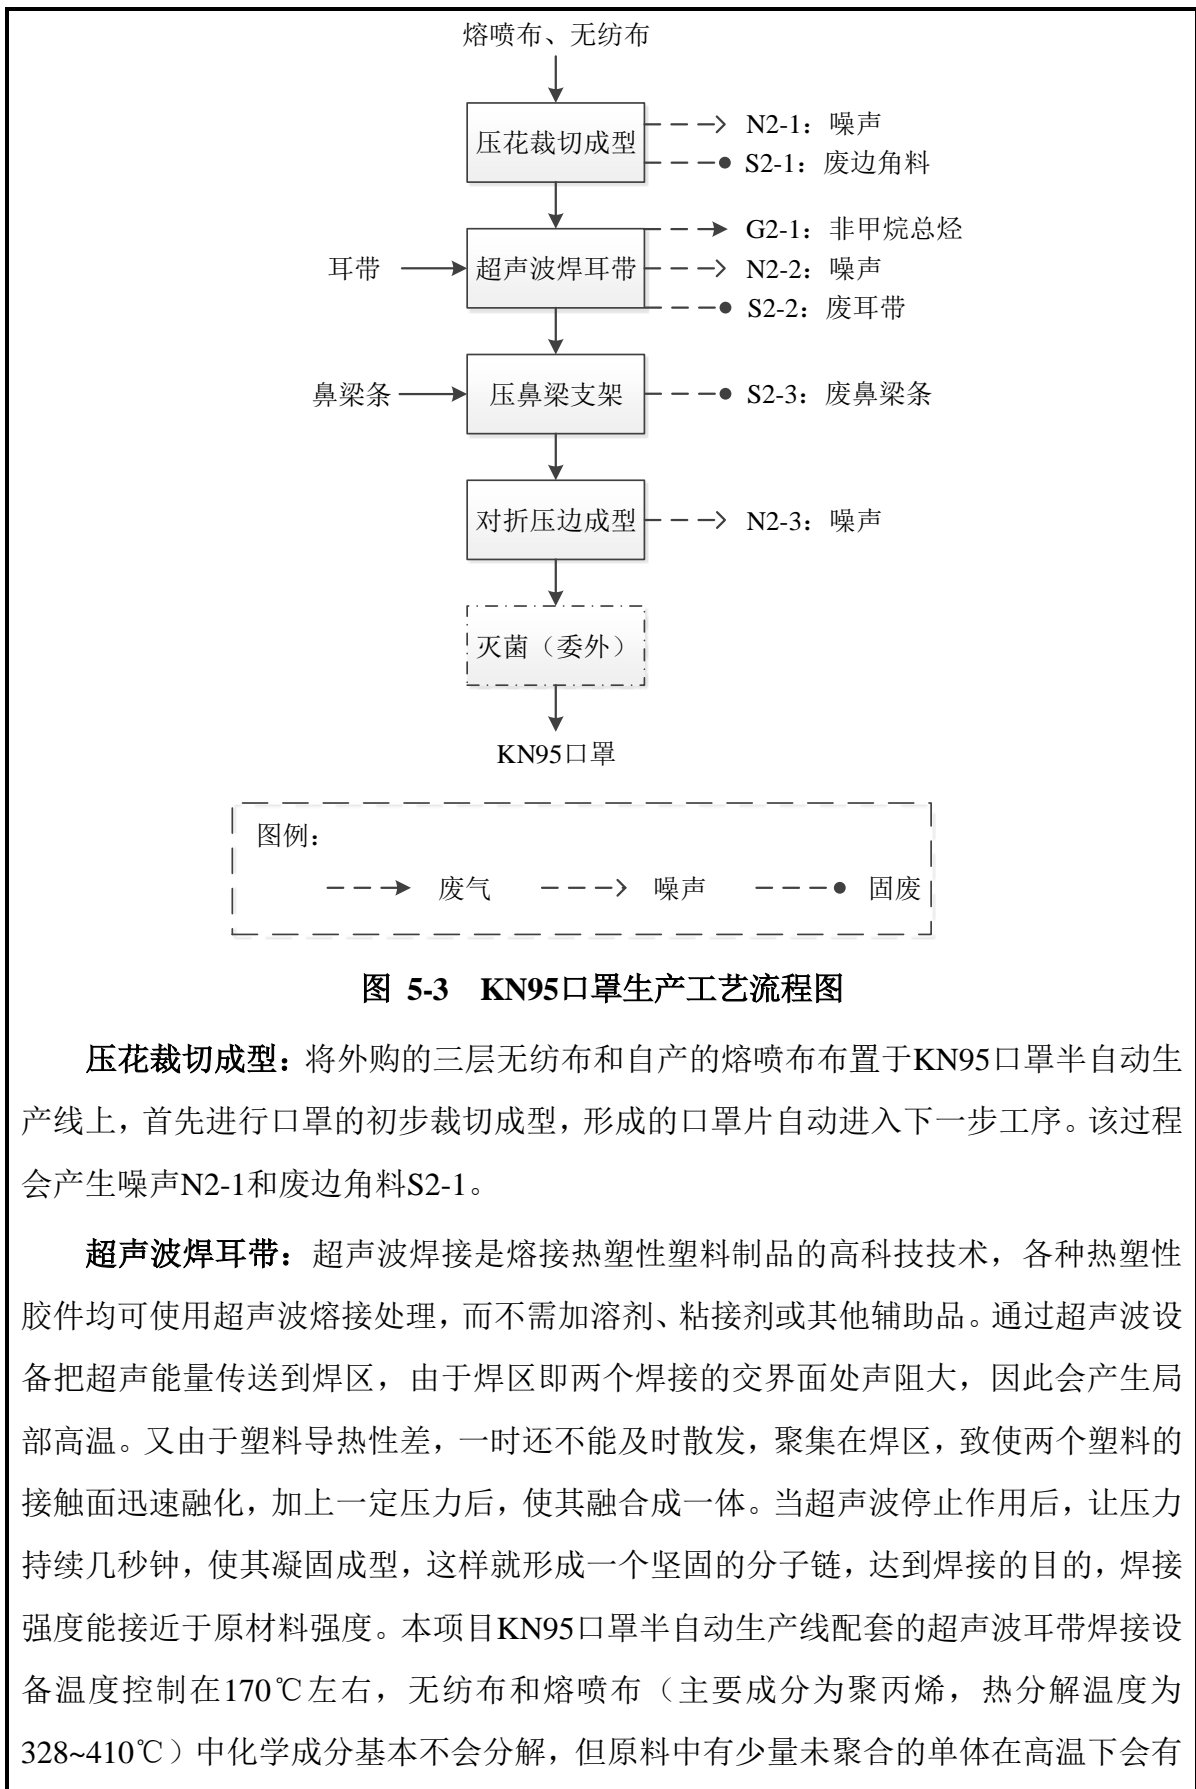 熔喷布、无纺布
压花裁切成型
N2-1：噪声
S2-1：废边角料
G2-1：非甲烷总烃
耳带
超声波焊耳带
N2-2：噪声
S2-2：废耳带
鼻梁条
压鼻梁支架
S2-3：废鼻梁条
对折压边成型
N2-3：噪声
灭菌（委外）
KN95口罩
图例：
废气 噪声 固废
图 5-3 KN95口罩生产工艺流程图
压花裁切成型：将外购的三层无纺布和自产的熔喷布布置于KN95口罩半自动生
产线上，首先进行口罩的初步裁切成型，形成的口罩片自动进入下一步工序。该过程
会产生噪声N2-1和废边角料S2-1。
超声波焊耳带：超声波焊接是熔接热塑性塑料制品的高科技技术，各种热塑性
胶件均可使用超声波熔接处理，而不需加溶剂、粘接剂或其他辅助品。通过超声波设
备把超声能量传送到焊区，由于焊区即两个焊接的交界面处声阻大，因此会产生局
部高温。又由于塑料导热性差，一时还不能及时散发，聚集在焊区，致使两个塑料的
接触面迅速融化，加上一定压力后，使其融合成一体。当超声波停止作用后，让压力
持续几秒钟，使其凝固成型，这样就形成一个坚固的分子链，达到焊接的目的，焊接
强度能接近于原材料强度。本项目KN95口罩半自动生产线配套的超声波耳带焊接设
备温度控制在170℃左右，无纺布和熔喷布（主要成分为聚丙烯，热分解温度为
328~410℃）中化学成分基本不会分解，但原料中有少量未聚合的单体在高温下会有